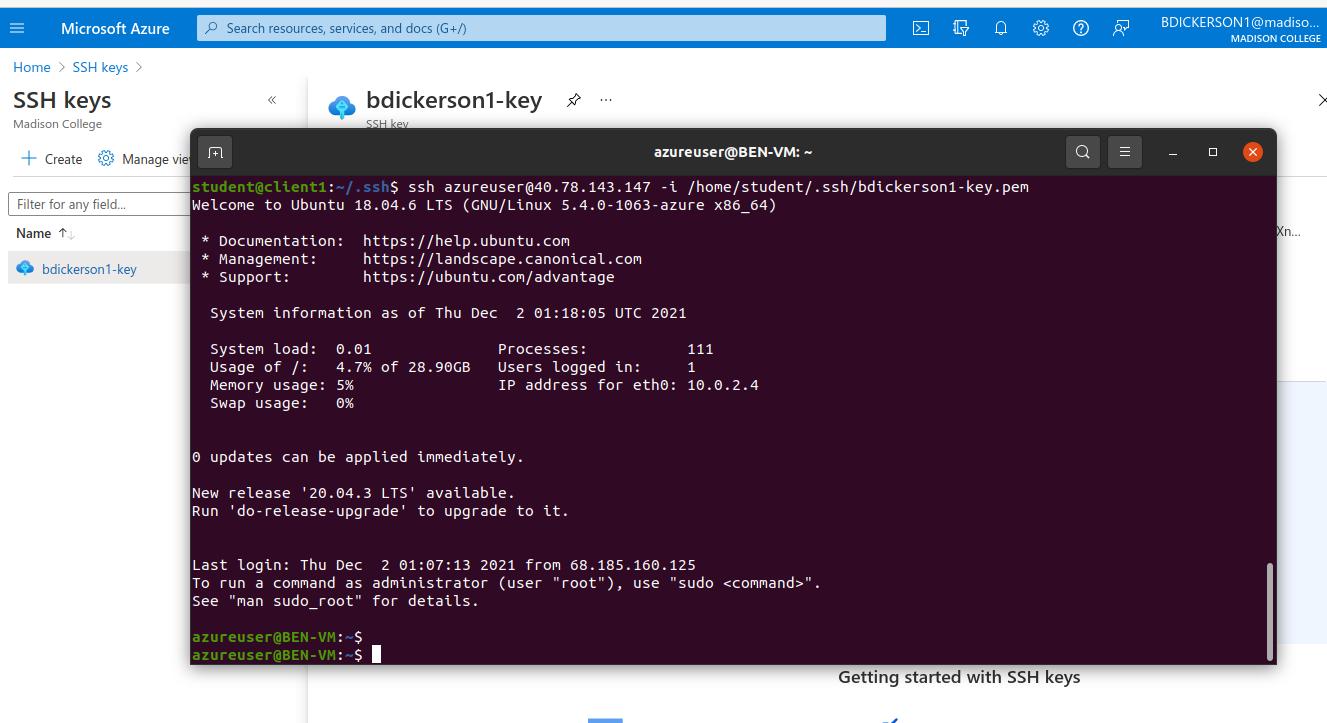 Microsoft Azure
Search resources, services, and docs (G+/)
BDICKERSON1@madiso...
MADISON COLLEGE
Home > SSH keys >
SSH keys
Madison College
«
bdickerson1-key
...
SSH key
Create
Manage vie
Filter for any field...
Name ↑↓
bdickerson1-key
Xn...
azureuser@BEN-VM: ~
student@client1:~/.ssh$ ssh azureuser@40.78.143.147 -i /home/student/.ssh/bdickerson1-key.pem
Welcome to Ubuntu 18.04.6 LTS (GNU/Linux 5.4.0-1063-azure x86_64)
* Documentation:  https://help.ubuntu.com
* Management:     https://landscape.canonical.com
* Support:        https://ubuntu.com/advantage
System information as of Thu Dec  2 01:18:05 UTC 2021
System load:  0.01              Processes:           111
Usage of /:   4.7% of 28.90GB   Users logged in:     1
Memory usage: 5%                IP address for eth0: 10.0.2.4
Swap usage:   0%
0 updates can be applied immediately.
New release '20.04.3 LTS' available.
Run 'do-release-upgrade' to upgrade to it.
Last login: Thu Dec  2 01:07:13 2021 from 68.185.160.125
To run a command as administrator (user "root"), use "sudo <command>".
See "man sudo_root" for details.
azureuser@BEN-VM:~$
azureuser@BEN-VM:~$
Getting started with SSH keys